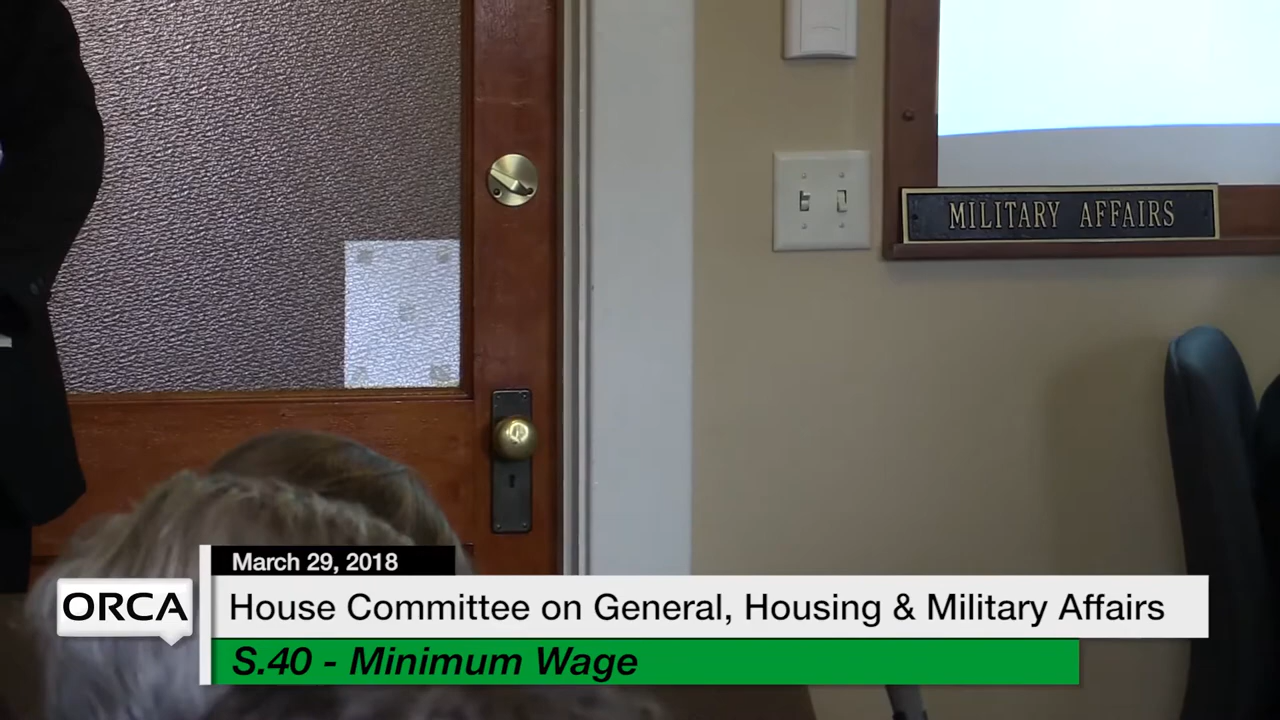 MILITARY AFFAIRS
March 29, 2018
ORCA
House Committee on General, Housing & Military Affairs
S.40 - Minimum Wage